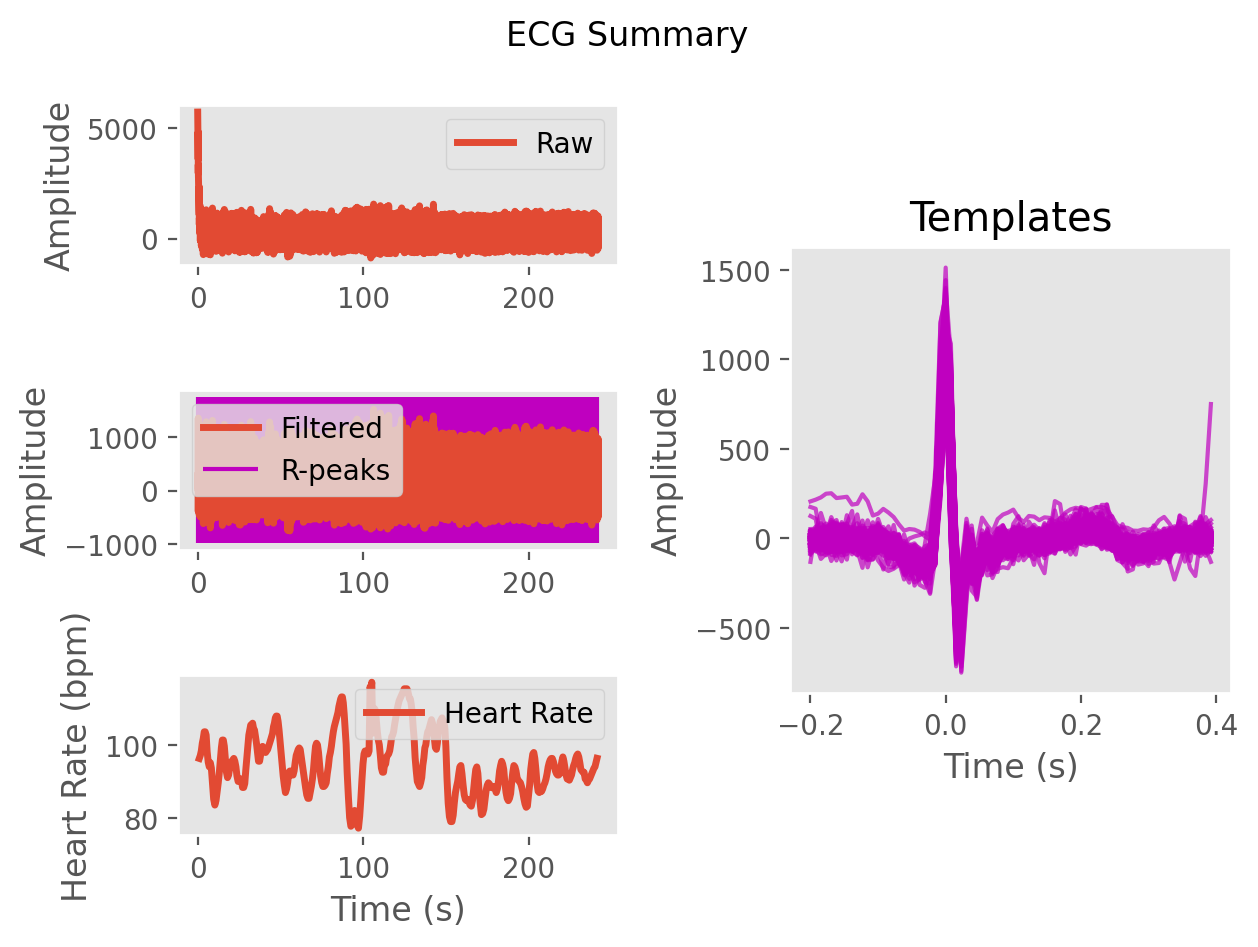 ECG Summary
Amplitude
5000
0
Raw
0
100
200
Amplitude
1000
0
−1000
Filtered
R-peaks
0
100
200
Heart Rate (bpm)
100
80
Heart Rate
0
100
200
Time (s)
Templates
Amplitude
1500
1000
500
0
−500
−0.2
0.0
0.2
0.4
Time (s)